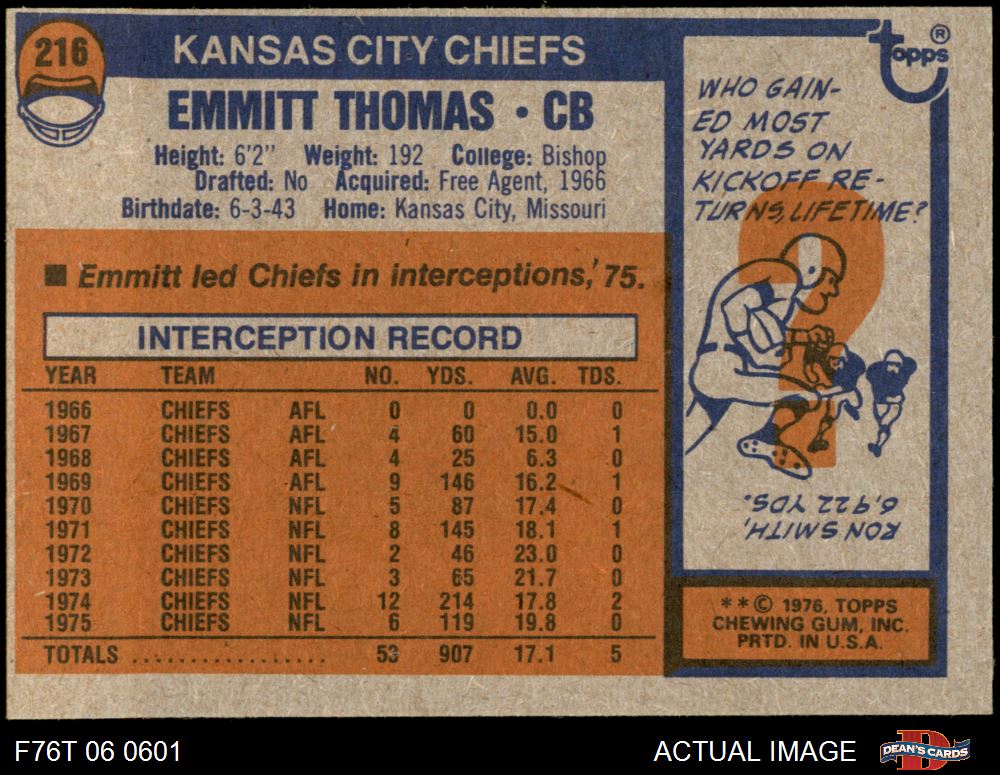 216
KANSAS CITY CHIEFS
EMMITT THOMAS • CB
Height: 6'2" Weight: 192 College: Bishop
Drafted: No Acquired: Free Agent, 1966
Birthdate: 6-3-43 Home: Kansas City, Missouri
■ Emmitt led Chiefs in interceptions,' 75.
INTERCEPTION RECORD
YEAR TEAM NO. YDS. AVG. TDS.
1966 CHIEFS AFL 0 0 0.0 0
1967 CHIEFS AFL 4 60 15.0 1
1968 CHIEFS AFL 4 25 6.3 0
1969 CHIEFS AFL 9 146 16.2 1
1970 CHIEFS NFL 5 87 17.4 0
1971 CHIEFS NFL 8 145 18.1 1
1972 CHIEFS NFL 2 46 23.0 0
1973 CHIEFS NFL 3 65 21.7 0
1974 CHIEFS NFL 12 214 17.8 2
1975 CHIEFS NFL 6 119 19.8 0
TOTALS .................. 53 907 17.1 5
topps ®
WHO GAIN-
ED MOST
YARDS ON
KICKOFF RE-
TURNS, LIFETIME?
?
RON SMITH,
6,922 YDS.
**© 1976, TOPPS
CHEWING GUM, INC.
PRTD. IN U.S.A.
F76T 06 0601
ACTUAL IMAGE
D
DEAN'S CARDS